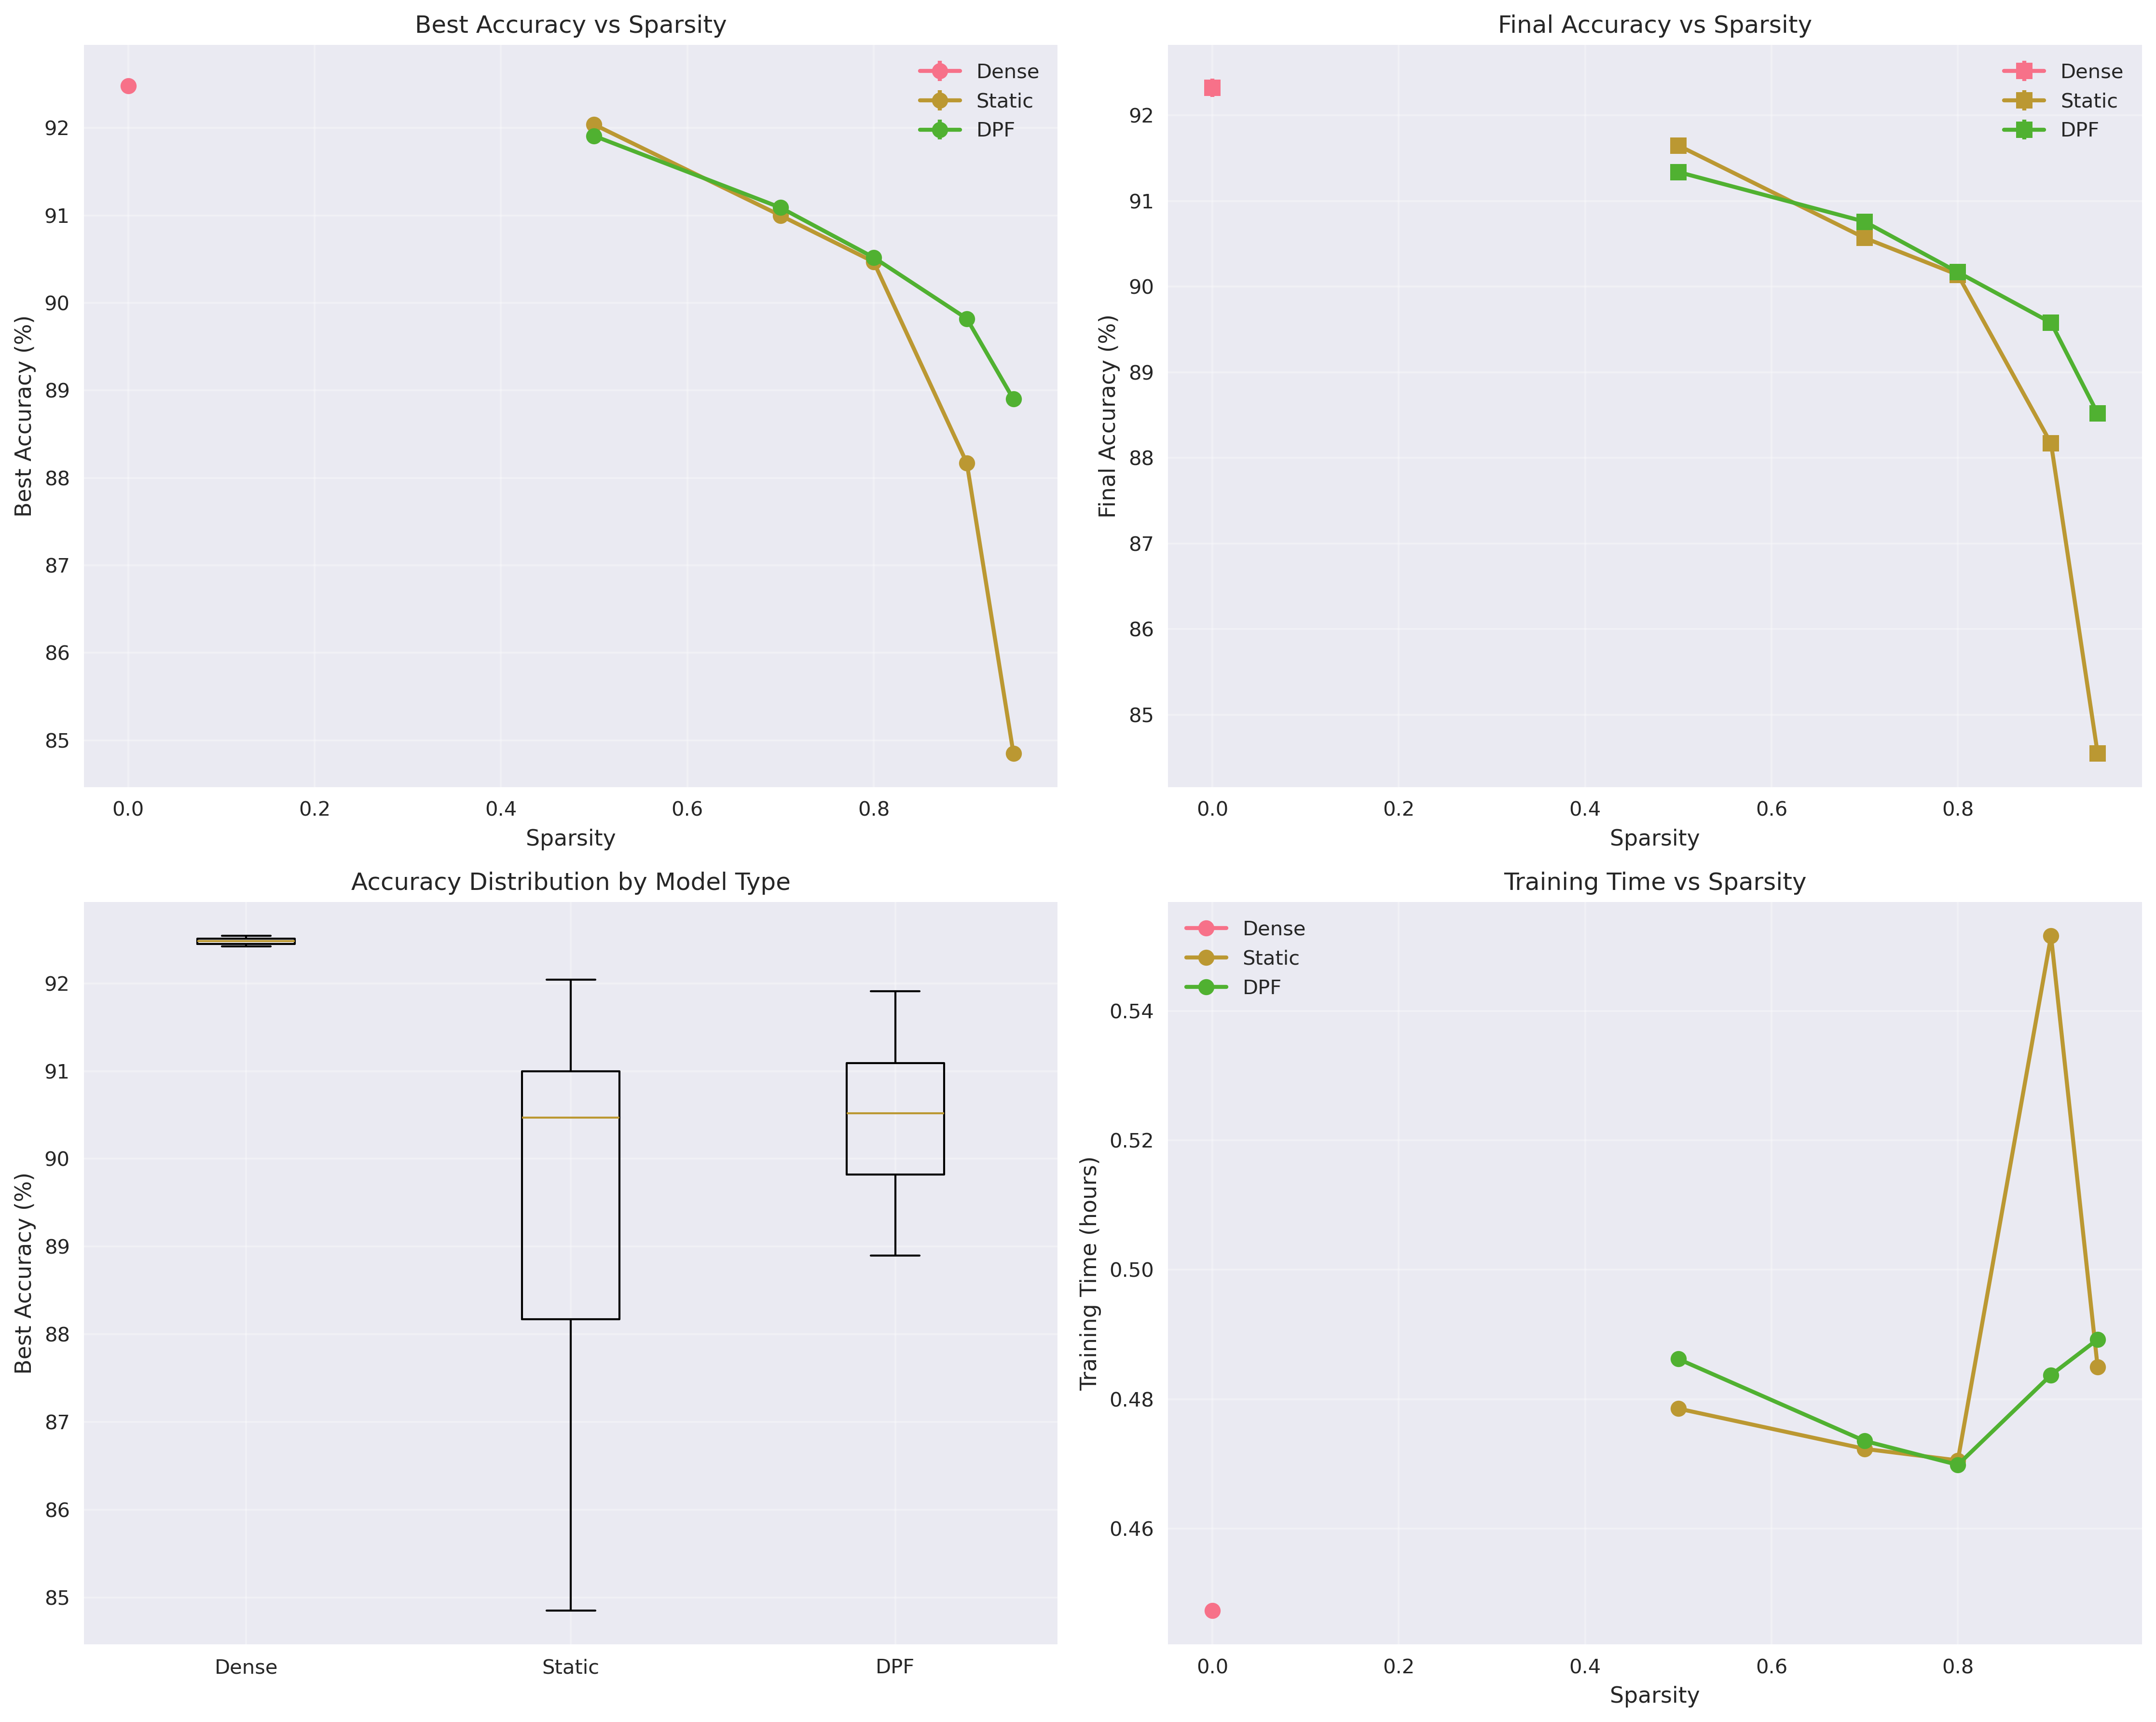 Best Accuracy vs Sparsity
Best Accuracy (%)
92
91
90
89
88
87
86
85
Dense
Static
DPF
0.0 0.2 0.4 0.6 0.8
Sparsity
Final Accuracy vs Sparsity
Final Accuracy (%)
92
91
90
89
88
87
86
85
Dense
Static
DPF
0.0 0.2 0.4 0.6 0.8
Sparsity
Accuracy Distribution by Model Type
Best Accuracy (%)
92
91
90
89
88
87
86
85
Dense Static DPF
Training Time vs Sparsity
Training Time (hours)
Dense
Static
DPF
0.54
0.52
0.50
0.48
0.46
0.0 0.2 0.4 0.6 0.8
Sparsity